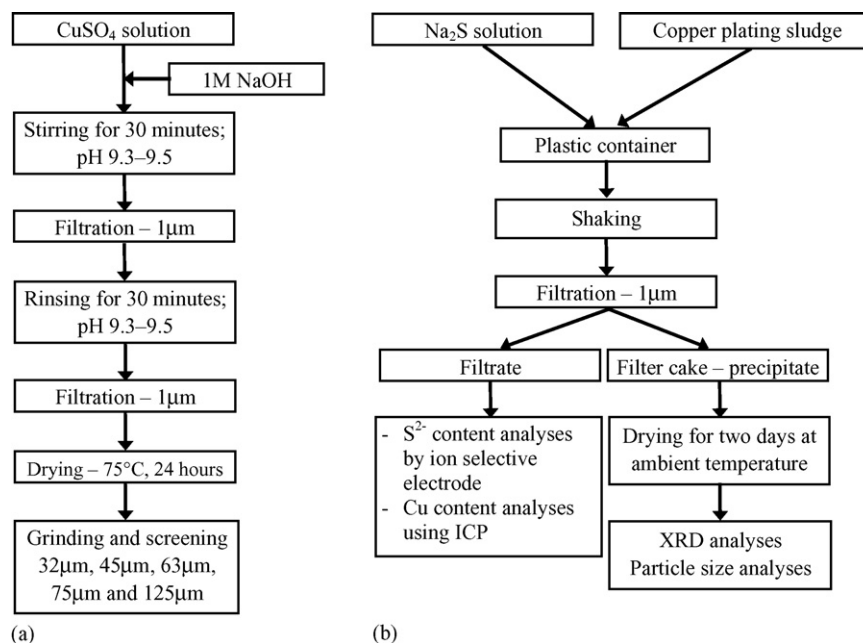 CuSO₄ solution
1M NaOH
Stirring for 30 minutes;
pH 9.3–9.5
Filtration – 1μm
Rinsing for 30 minutes;
pH 9.3–9.5
Filtration – 1μm
Drying – 75°C, 24 hours
Grinding and screening
32μm, 45μm, 63μm,
75μm and 125μm
(a)
Na₂S solution
Copper plating sludge
Plastic container
Shaking
Filtration – 1μm
Filtrate
Filter cake – precipitate
- S²⁻ content analyses
by ion selective
electrode
- Cu content analyses
using ICP
Drying for two days at
ambient temperature
XRD analyses
Particle size analyses
(b)